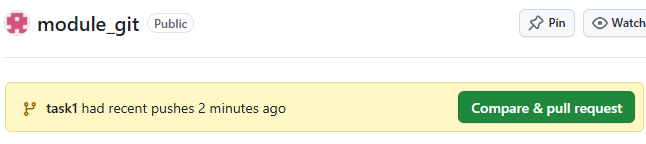 module_git Public Pin Watch
task1 had recent pushes 2 minutes ago Compare & pull request